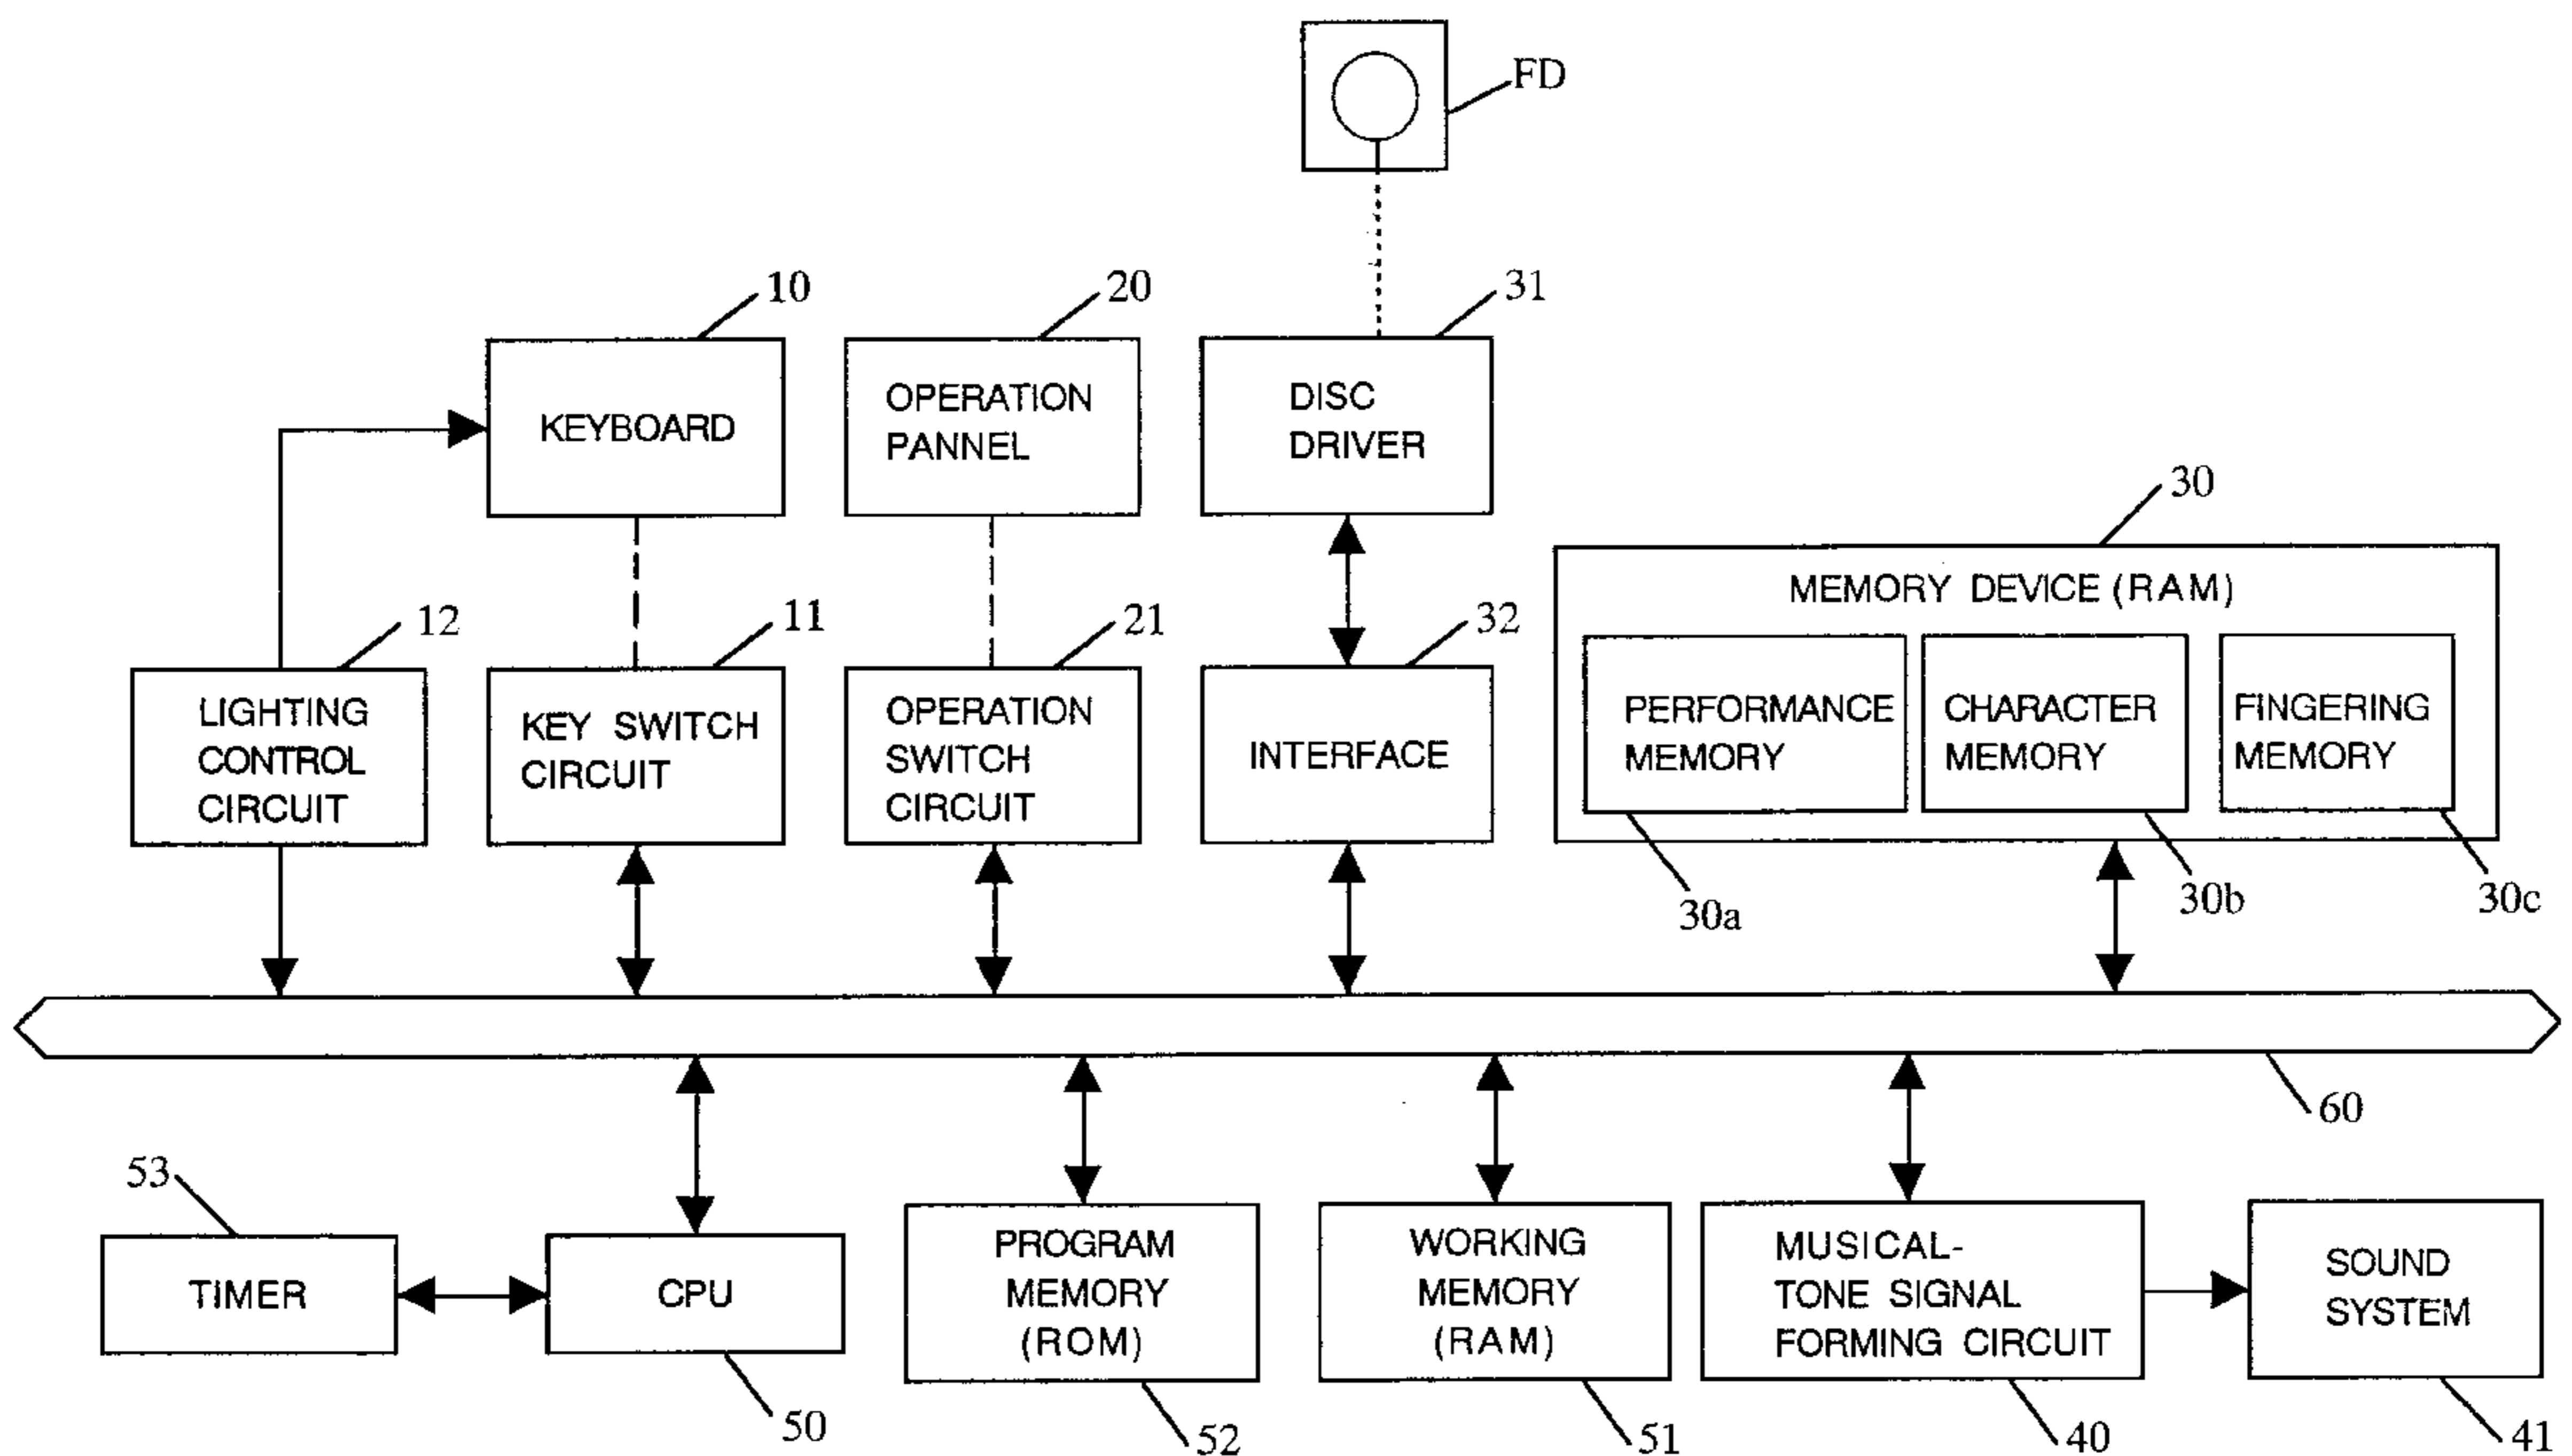 FD
10
20
31
KEYBOARD
OPERATION
PANNEL
DISC
DRIVER
30
MEMORY DEVICE (RAM)
12
11
21
32
LIGHTING
CONTROL
CIRCUIT
KEY SWITCH
CIRCUIT
OPERATION
SWITCH
CIRCUIT
INTERFACE
PERFORMANCE
MEMORY
CHARACTER
MEMORY
FINGERING
MEMORY
30a
30b
30c
60
53
TIMER
CPU
PROGRAM
MEMORY
(ROM)
WORKING
MEMORY
(RAM)
MUSICAL-
TONE SIGNAL
FORMING CIRCUIT
SOUND
SYSTEM
50
52
51
40
41